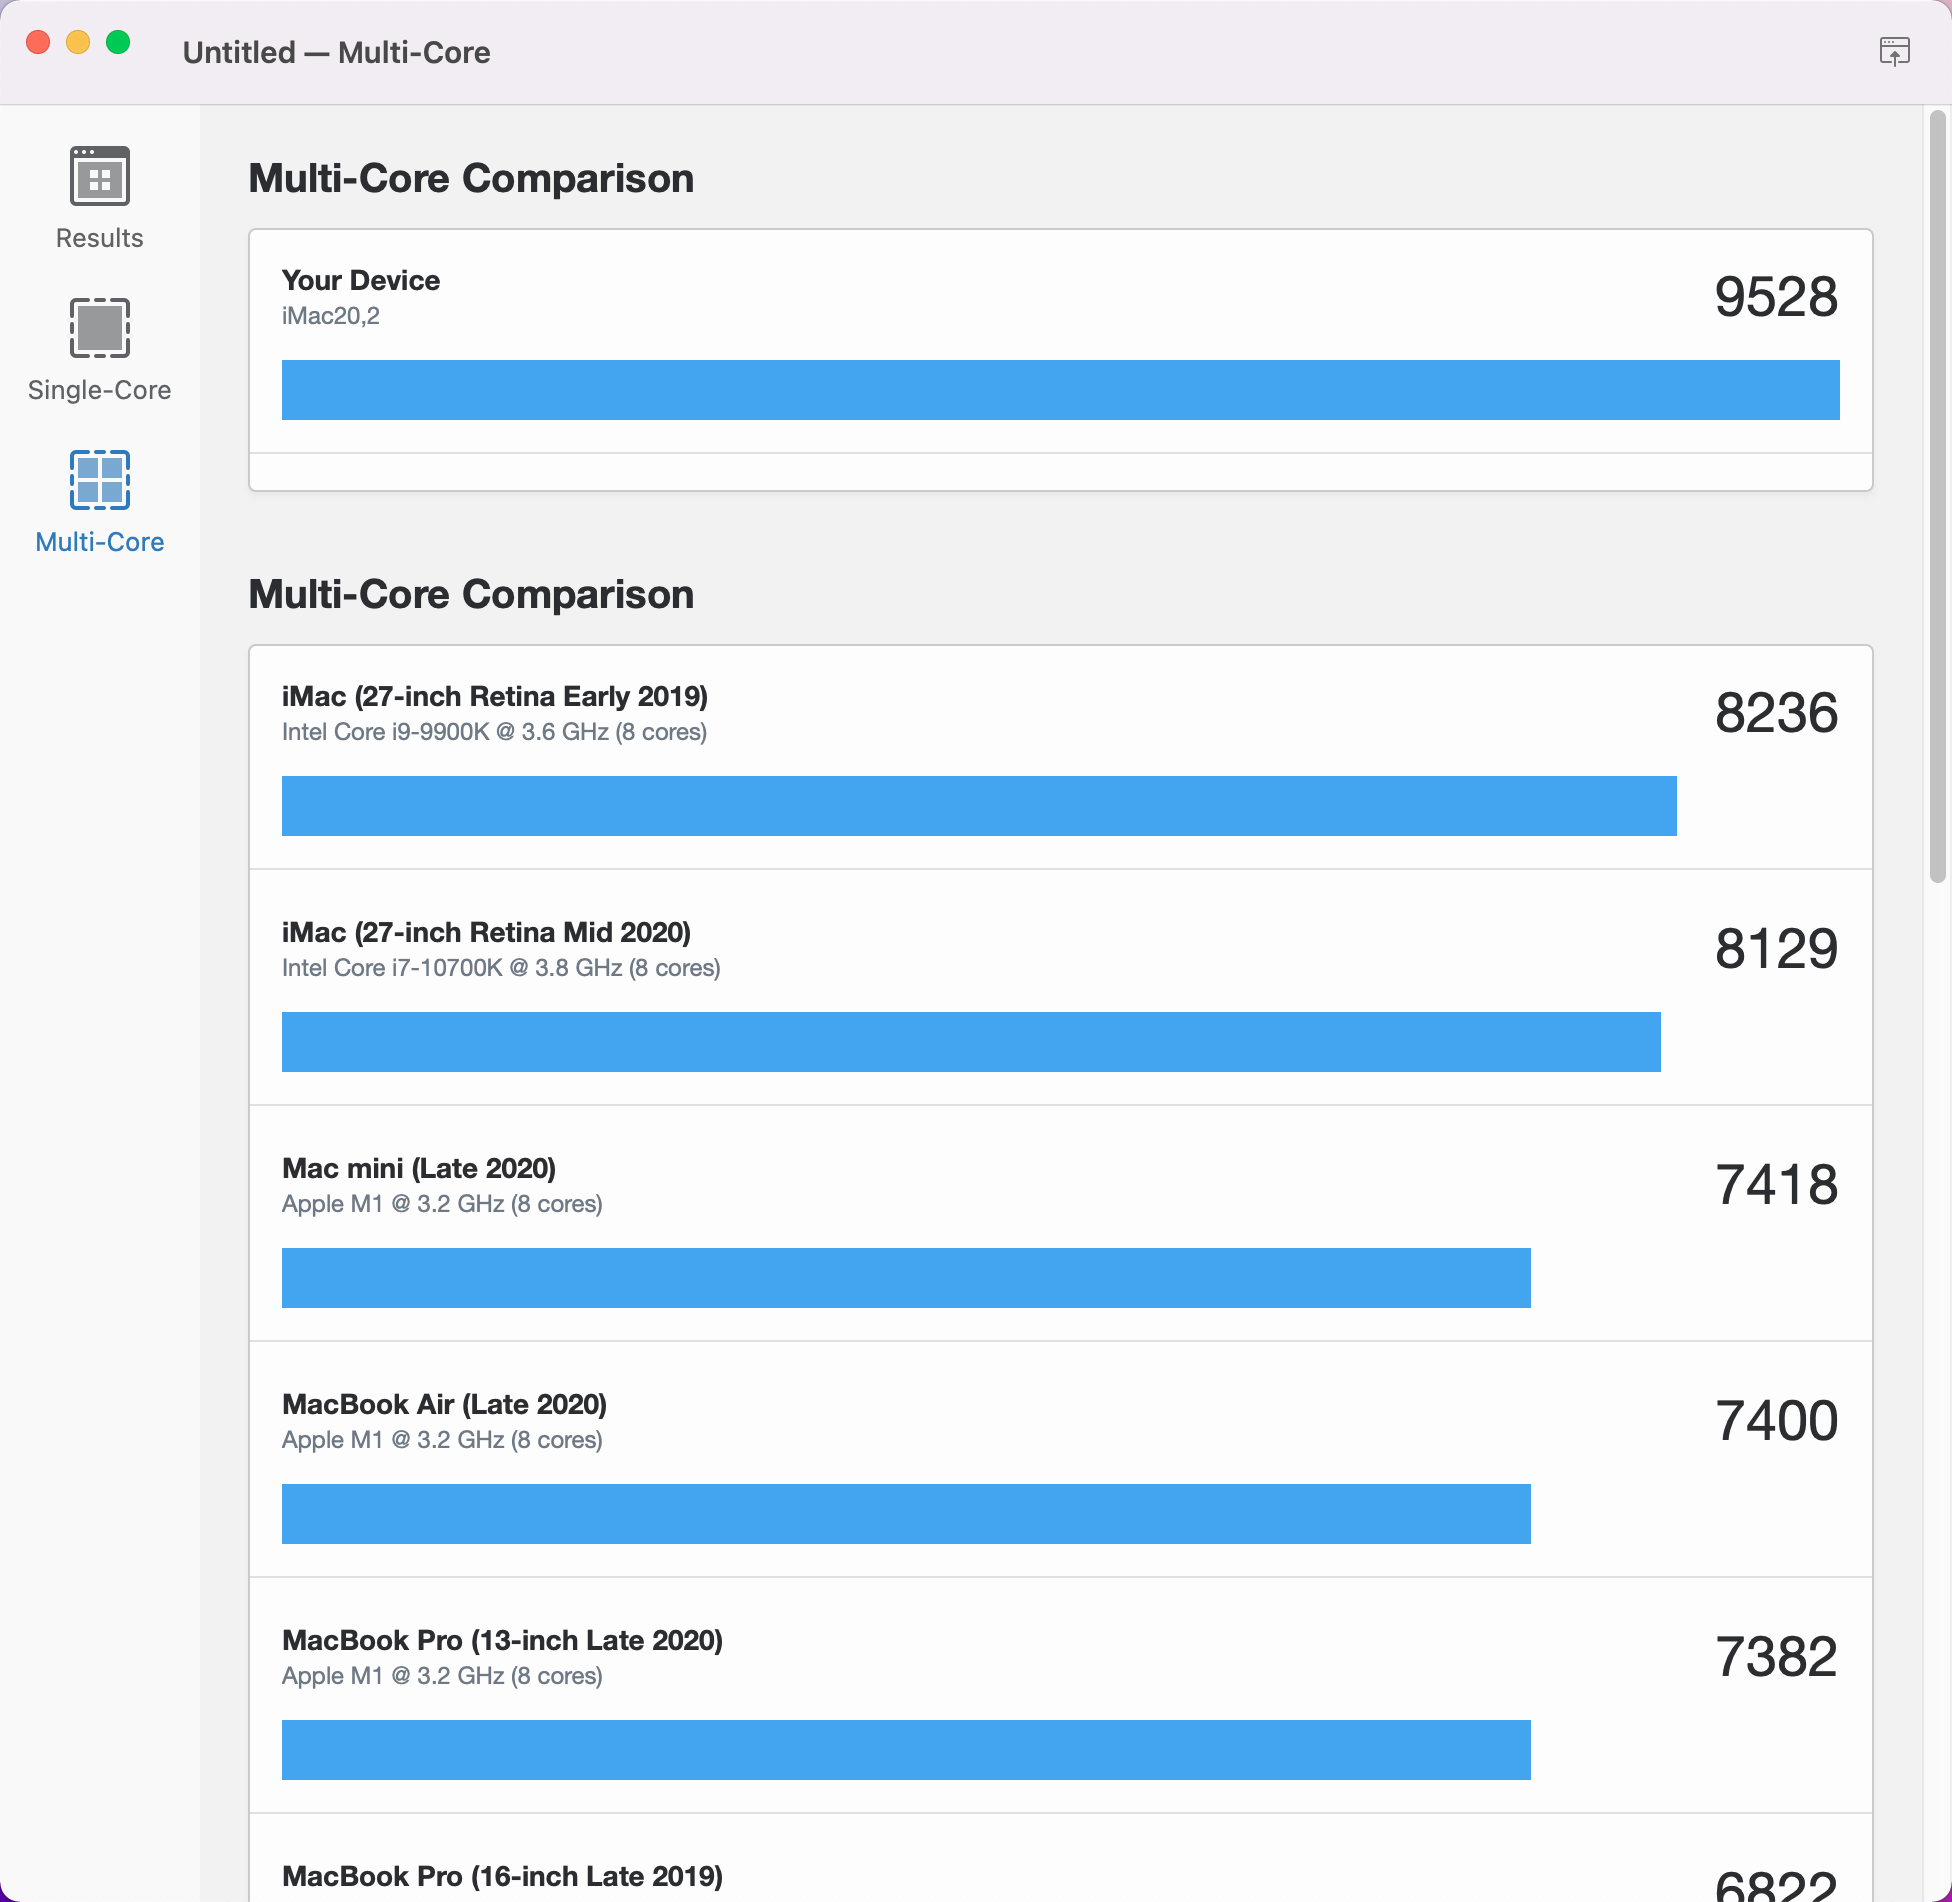 Untitled — Multi-Core
Results
Single-Core
Multi-Core
Multi-Core Comparison
Your Device
iMac20,2
9528
Multi-Core Comparison
iMac (27-inch Retina Early 2019)
Intel Core i9-9900K @ 3.6 GHz (8 cores)
8236
iMac (27-inch Retina Mid 2020)
Intel Core i7-10700K @ 3.8 GHz (8 cores)
8129
Mac mini (Late 2020)
Apple M1 @ 3.2 GHz (8 cores)
7418
MacBook Air (Late 2020)
Apple M1 @ 3.2 GHz (8 cores)
7400
MacBook Pro (13-inch Late 2020)
Apple M1 @ 3.2 GHz (8 cores)
7382
MacBook Pro (16-inch Late 2019)
6822